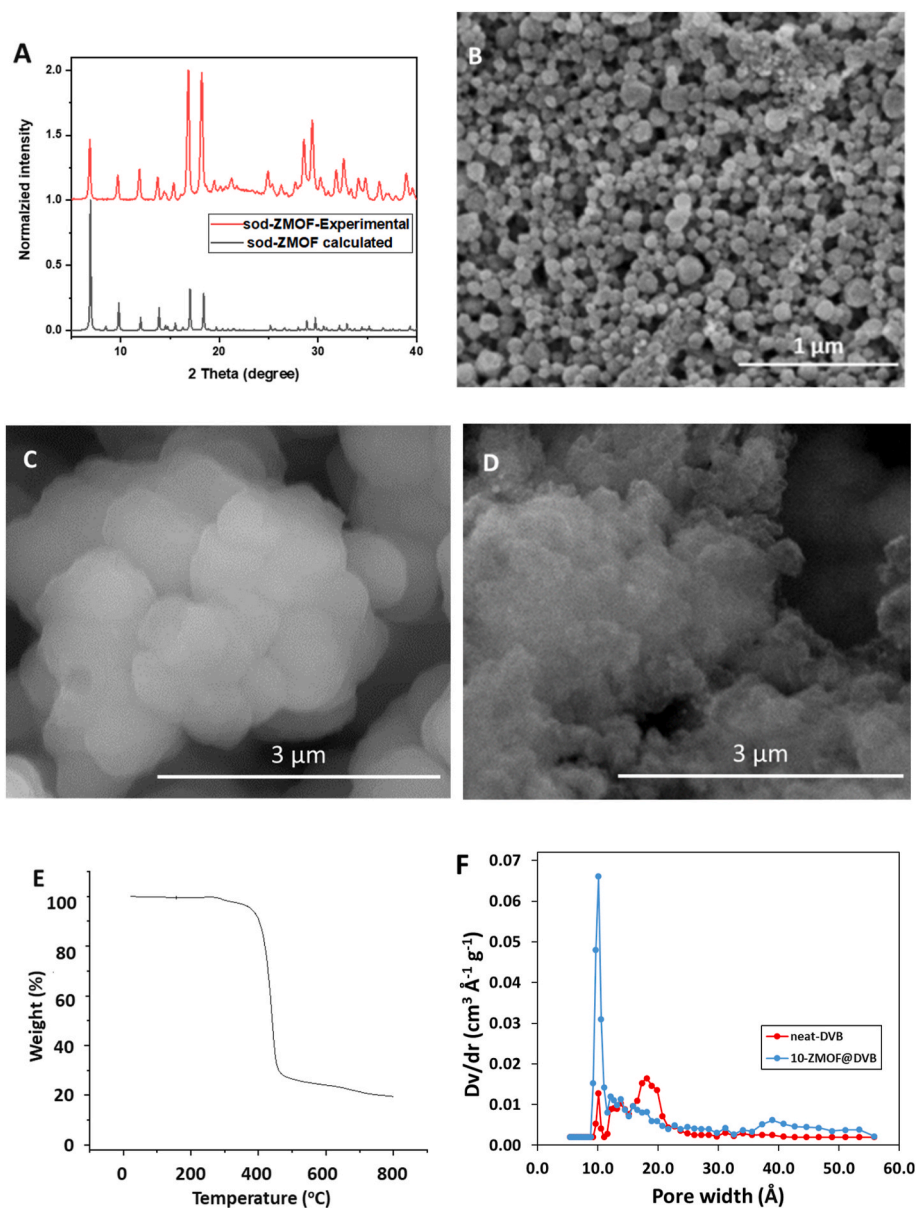 A
2.0
1.5
1.0
0.5
0.0
Normalzied intensity
sod-ZMOF-Experimental
sod-ZMOF calculated
10
20
30
40
2 Theta (degree)
B
1 µm
C
3 µm
D
3 µm
E
100
80
60
40
20
0
Weight (%)
0
200
400
600
800
Temperature (°C)
F
0.07
0.06
0.05
0.04
0.03
0.02
0.01
0.00
Dv/dr (cm³ Å⁻¹ g⁻¹)
neat-DVB
10-ZMOF@DVB
0.0
10.0
20.0
30.0
40.0
50.0
60.0
Pore width (Å)